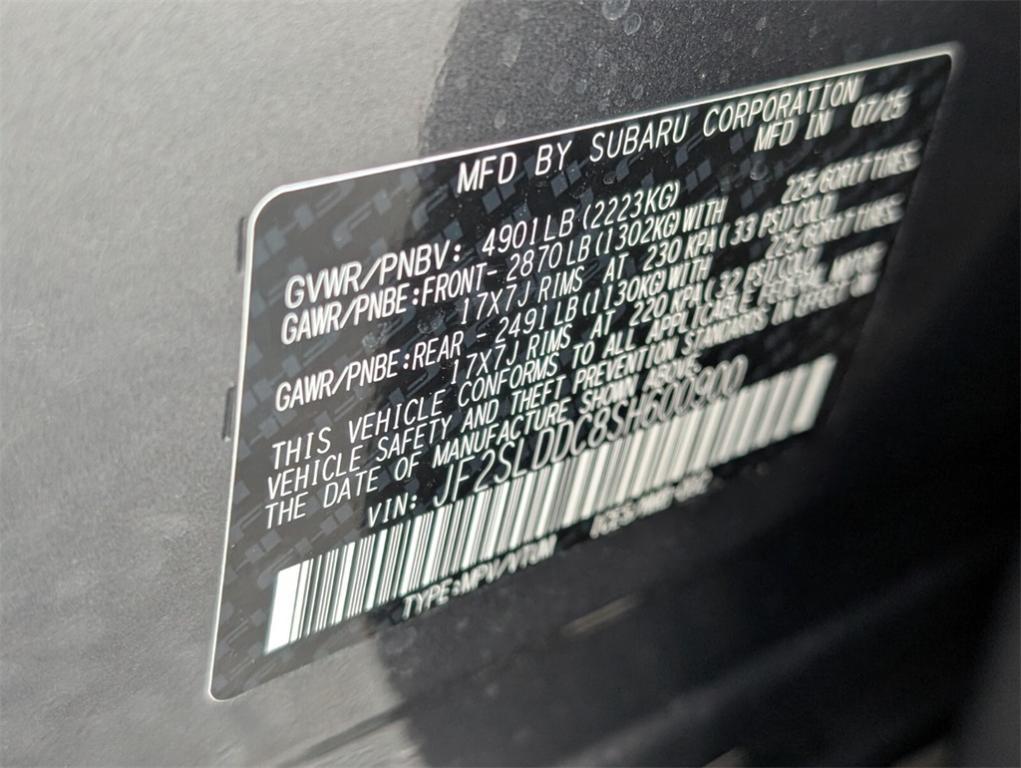 MFD BY SUBARU CORPORATION
MFD IN 07/25
GVWR/PNBV: 4901LB(2223KG)
GAWR/PNBE:FRONT- 2870LB(1302KG)WITH 225/60R17 TIRES
17X7J RIMS AT 230 KPA(33 PSI)COLD
GAWR/PNBE:REAR - 2491LB(1130KG)WITH 225/60R17 TIRES
17X7J RIMS AT 220 KPA(32 PSI)COLD
THIS VEHICLE CONFORMS TO ALL APPLICABLE FEDERAL MOTOR
VEHICLE SAFETY AND THEFT PREVENTION STANDARDS IN EFFECT ON
THE DATE OF MANUFACTURE SHOWN ABOVE.
VIN: JF2SLDDC8SH600900
TYPE:MPV/VTUM